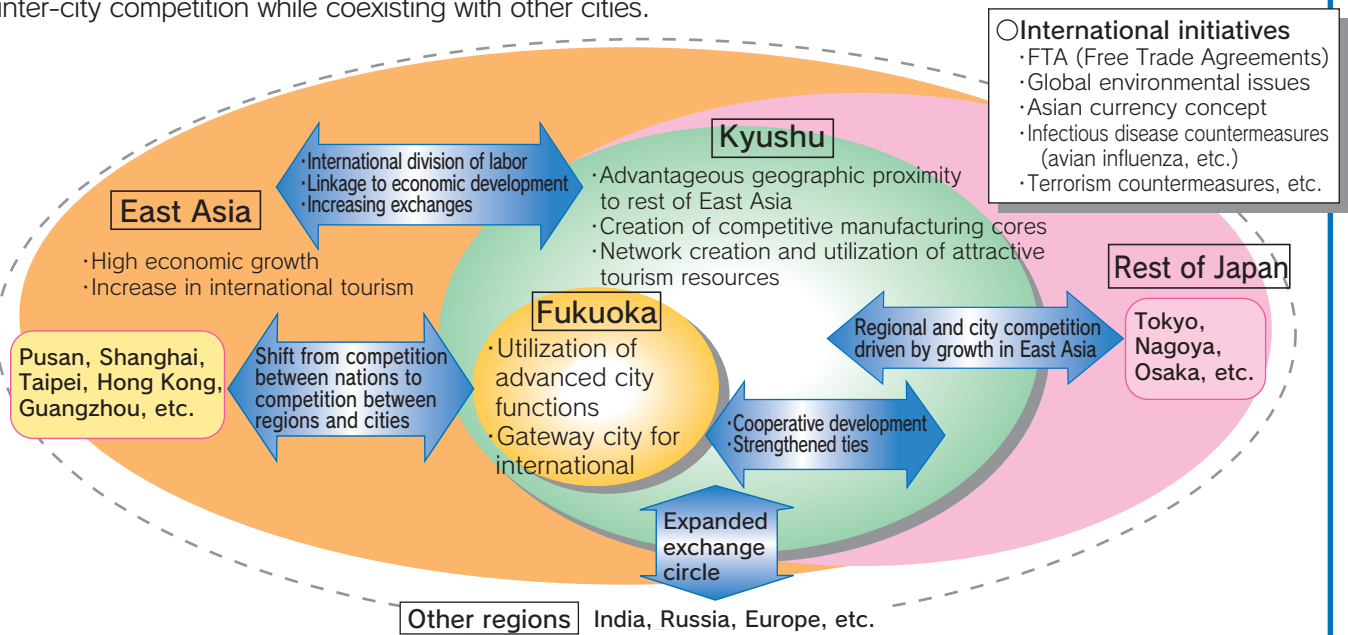 inter-city competition while coexisting with other cities.
○International initiatives
·FTA (Free Trade Agreements)
·Global environmental issues
·Asian currency concept
·Infectious disease countermeasures
(avian influenza, etc.)
·Terrorism countermeasures, etc.
Kyushu
·Advantageous geographic proximity
to rest of East Asia
·Creation of competitive manufacturing cores
·Network creation and utilization of attractive
tourism resources
·International division of labor
·Linkage to economic development
·Increasing exchanges
East Asia
·High economic growth
·Increase in international tourism
Rest of Japan
Tokyo,
Nagoya,
Osaka, etc.
Regional and city competition
driven by growth in East Asia
Fukuoka
·Utilization of
advanced city
functions
·Gateway city for
international
Pusan, Shanghai,
Taipei, Hong Kong,
Guangzhou, etc.
Shift from competition
between nations to
competition between
regions and cities
·Cooperative development
·Strengthened ties
Expanded
exchange
circle
Other regions India, Russia, Europe, etc.